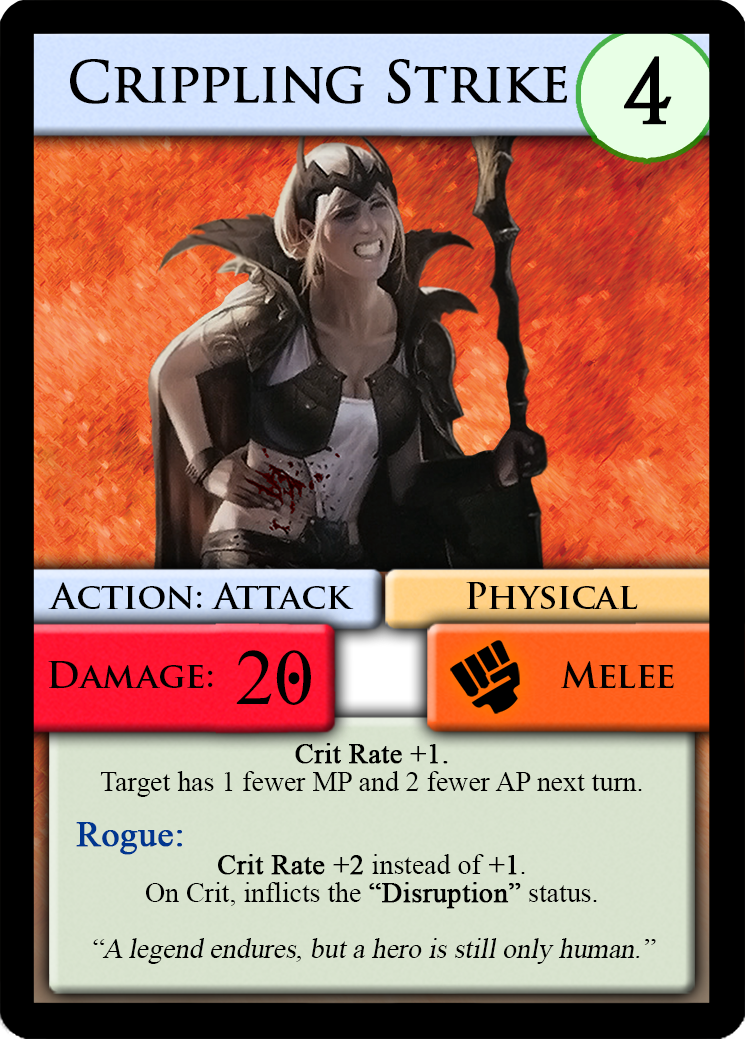 Crippling Strike
4
Action: Attack
Physical
Damage: 20
Melee
Crit Rate +1.
Target has 1 fewer MP and 2 fewer AP next turn.
Rogue:
Crit Rate +2 instead of +1.
On Crit, inflicts the “Disruption” status.
“A legend endures, but a hero is still only human.”